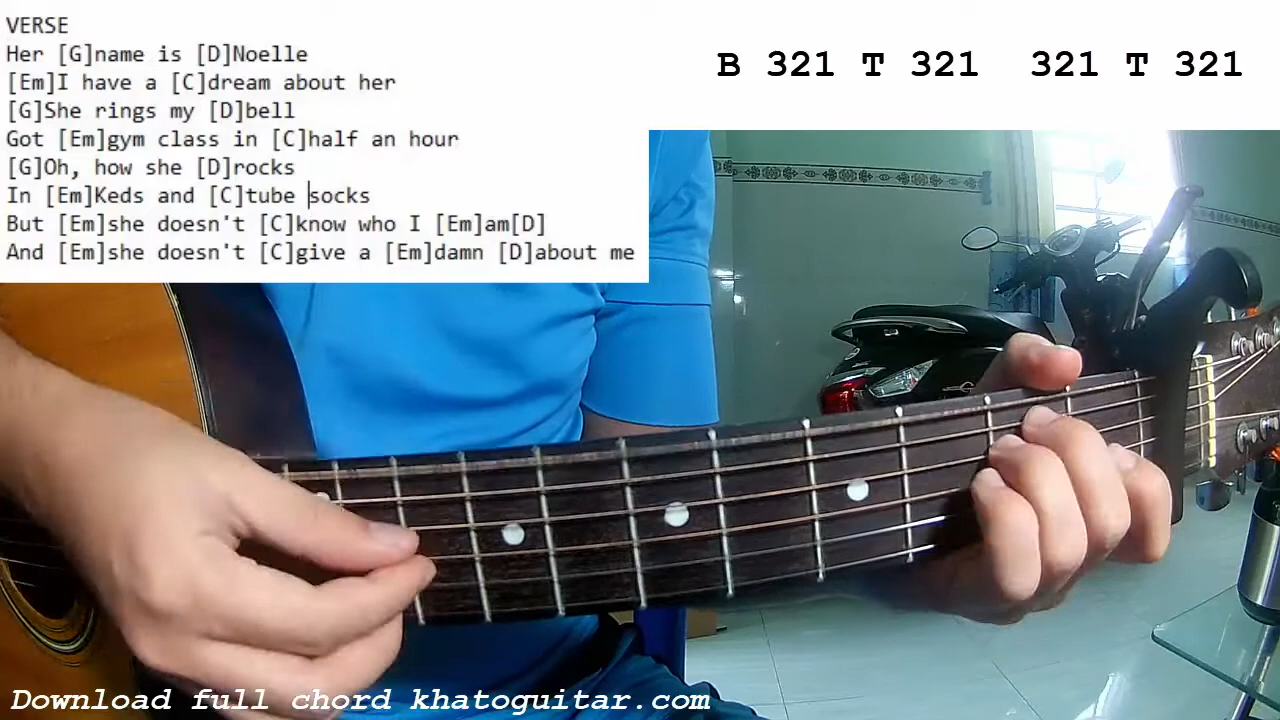 VERSE
Her [G]name is [D]Noelle
[Em]I have a [C]dream about her
[G]She rings my [D]bell
Got [Em]gym class in [C]half an hour
[G]Oh, how she [D]rocks
In [Em]Keds and [C]tube socks
But [Em]she doesn't [C]know who I [Em]am[D]
And [Em]she doesn't [C]give a [Em]damn [D]about me
B 321 T 321  321 T 321
Download full chord khatoguitar.com